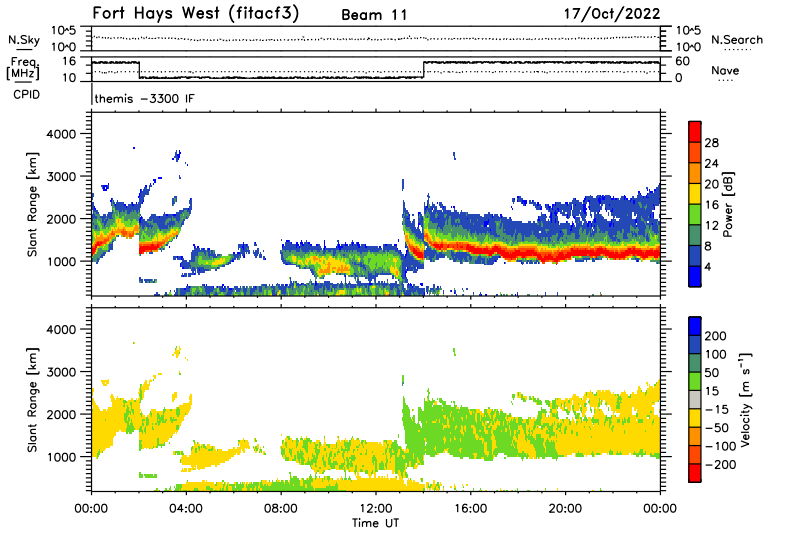 Fort Hays West (fitacf3) Beam 11 17/Oct/2022
N.Sky 10^5 10^0 10^5 10^0 N.Search
Freq. [MHz] 16 10 60 0 Nave
CPID themis -3300 IF
Slant Range [km] 4000 3000 2000 1000
Power [dB] 28 24 20 16 12 8 4
Slant Range [km] 4000 3000 2000 1000
Velocity [m s⁻¹] 200 100 50 15 -15 -50 -100 -200
00:00 04:00 08:00 12:00 16:00 20:00 00:00
Time UT